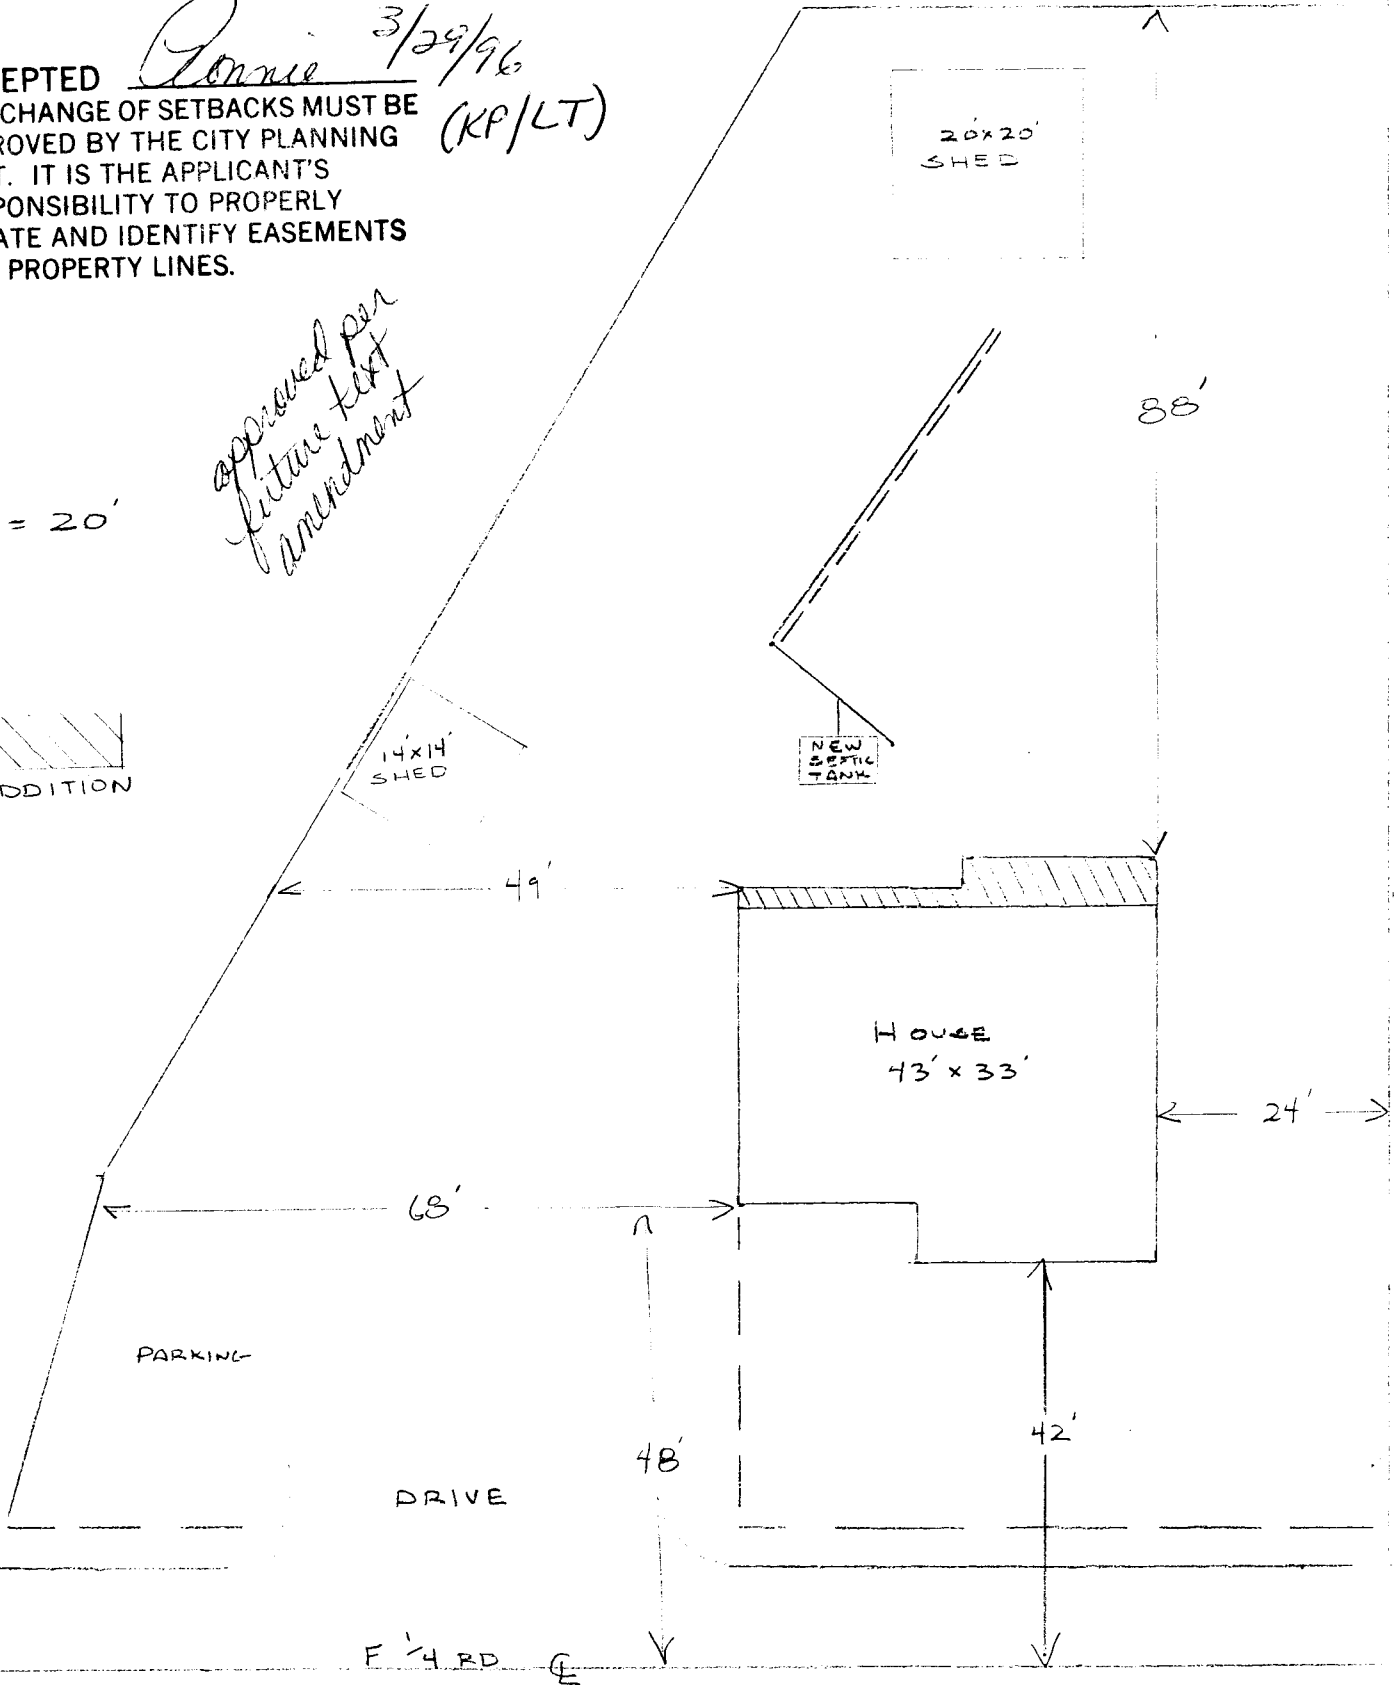 EPTED Ronnie 3/29/96
CHANGE OF SETBACKS MUST BE
ROVED BY THE CITY PLANNING
T. IT IS THE APPLICANT'S
PONSIBILITY TO PROPERLY
ATE AND IDENTIFY EASEMENTS
PROPERTY LINES.
(KP/LT)
approved per
future text
amendment
= 20'
DDITION
20'x20'
SHED
88'
14'x14'
SHED
NEW
SEPTIC
TANK
49'
HOUSE
43' x 33'
24'
68'
PARKING
48'
42'
DRIVE
F 1/4 RD ℄